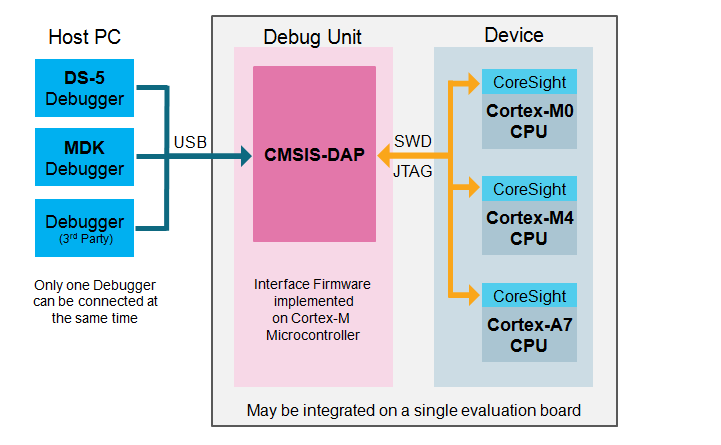 Host PC
DS-5
Debugger
MDK
Debugger
Debugger
(3rd Party)
Only one Debugger
can be connected at
the same time
USB
Debug Unit
CMSIS-DAP
Interface Firmware
implemented
on Cortex-M
Microcontroller
SWD
JTAG
Device
CoreSight
Cortex-M0
CPU
CoreSight
Cortex-M4
CPU
CoreSight
Cortex-A7
CPU
May be integrated on a single evaluation board